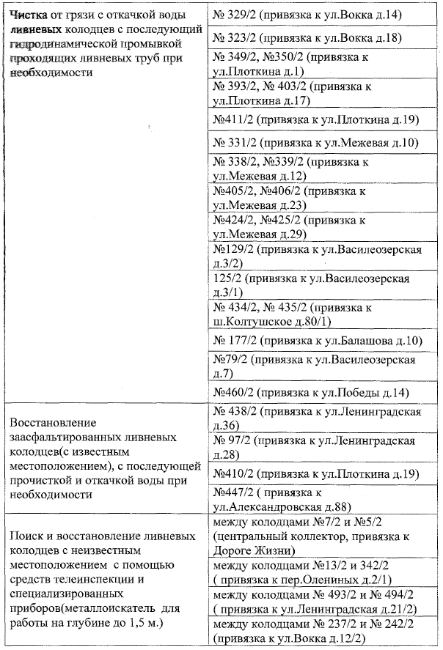 Чистка от грязи с откачкой воды
ливневых колодцев с последующий
гидродинамической промывкой
проходящих ливневых труб при
необходимости
№ 329/2 (привязка к ул.Вокка д.14)
№ 323/2 (привязка к ул.Вокка д.18)
№ 349/2, №350/2 (привязка к
ул.Плоткина д.1)
№ 393/2, № 403/2 (привязка к
ул.Плоткина д.17)
№411/2 (привязка к ул.Плоткина д.19)
№ 331/2 (привязка к ул.Межевая д.10)
№ 338/2, №339/2 (привязка к
ул.Межевая д.12)
№405/2, №406/2 (привязка к
ул.Межевая д.23)
№424/2, №425/2 (привязка к
ул.Межевая д.29)
№129/2 (привязка к ул.Василеозерская
д.3/2)
125/2 (привязка к ул.Василеозерская
д.3/1)
№ 434/2, № 435/2 (привязка к
ш.Колтушское д.80/1)
№ 177/2 (привязка к ул.Балашова д.10)
№79/2 (привязка к ул.Василеозерская
д.7)
№460/2 (привязка к ул.Победы д.14)
Восстановление
заасфальтированных ливневых
колодцев(с известным
местоположением), с последующей
прочисткой и откачкой воды при
необходимости
№ 438/2 (привязка к ул.Ленинградская
д.36)
№ 97/2 (привязка к ул.Ленинградская
д.28)
№410/2 (привязка к ул.Плоткина д.19)
№447/2 ( привязка к
ул.Александровская д.88)
Поиск и восстановление ливневых
колодцев с неизвестным
местоположением с помощью
средств телеинспекции и
специализированных
приборов(металлоискатель для
работы на глубине до 1,5 м.)
между колодцами №7/2 и №5/2
(центральный коллектор, привязка к
Дороге Жизни)
между колодцами №13/2 и 342/2
( привязка к пер.Олениных д.2/1)
между колодцами № 493/2 и № 494/2
( привязка к ул.Ленинградская д.21/2)
между колодцами № 237/2 и № 242/2
(привязка к ул.Вокка д.12/2)